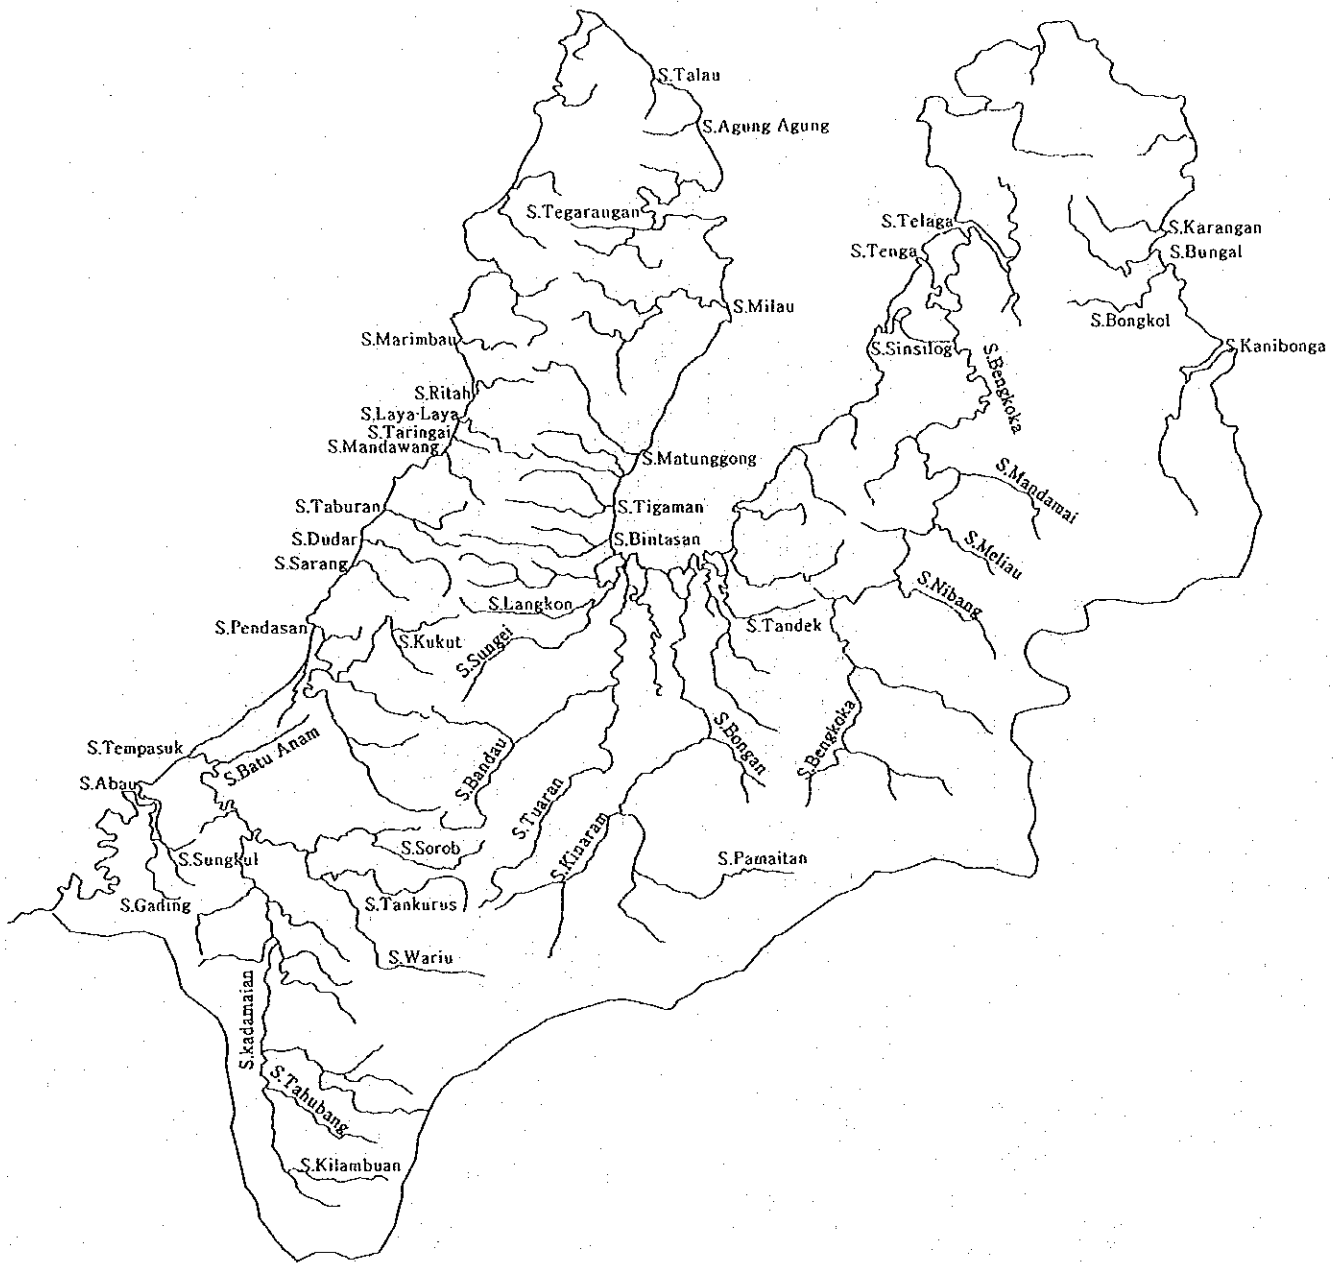 S.Talau
S.Agung Agung
S.Tegaraugan
S.Telaga
S.Karangan
S.Tenga
S.Bungal
S.Milau
S.Bongkol
S.Marimbau
S.Sinsilog
S.Bengkoka
S.Kanibonga
S.Ritah
S.Laya-Laya
S.Taringai
S.Mandawang
S.Matunggong
S.Mandamai
S.Taburan
S.Tigaman
S.Dudar
S.Bintasan
S.Meliau
S.Sarang
S.Nibang
S.Langkon
S.Pendasan
S.Kukut
S.Sungei
S.Tandek
S.Tempasuk
S.Batu Anam
S.Bongan
S.Bengkoka
S.Abau
S.Bandau
S.Tuaran
S.Sungkul
S.Sorob
S.Kinaram
S.Pamaitan
S.Gading
S.Tankurus
S.Wariu
S.kadamaian
S.Tahubang
S.Kilambuan